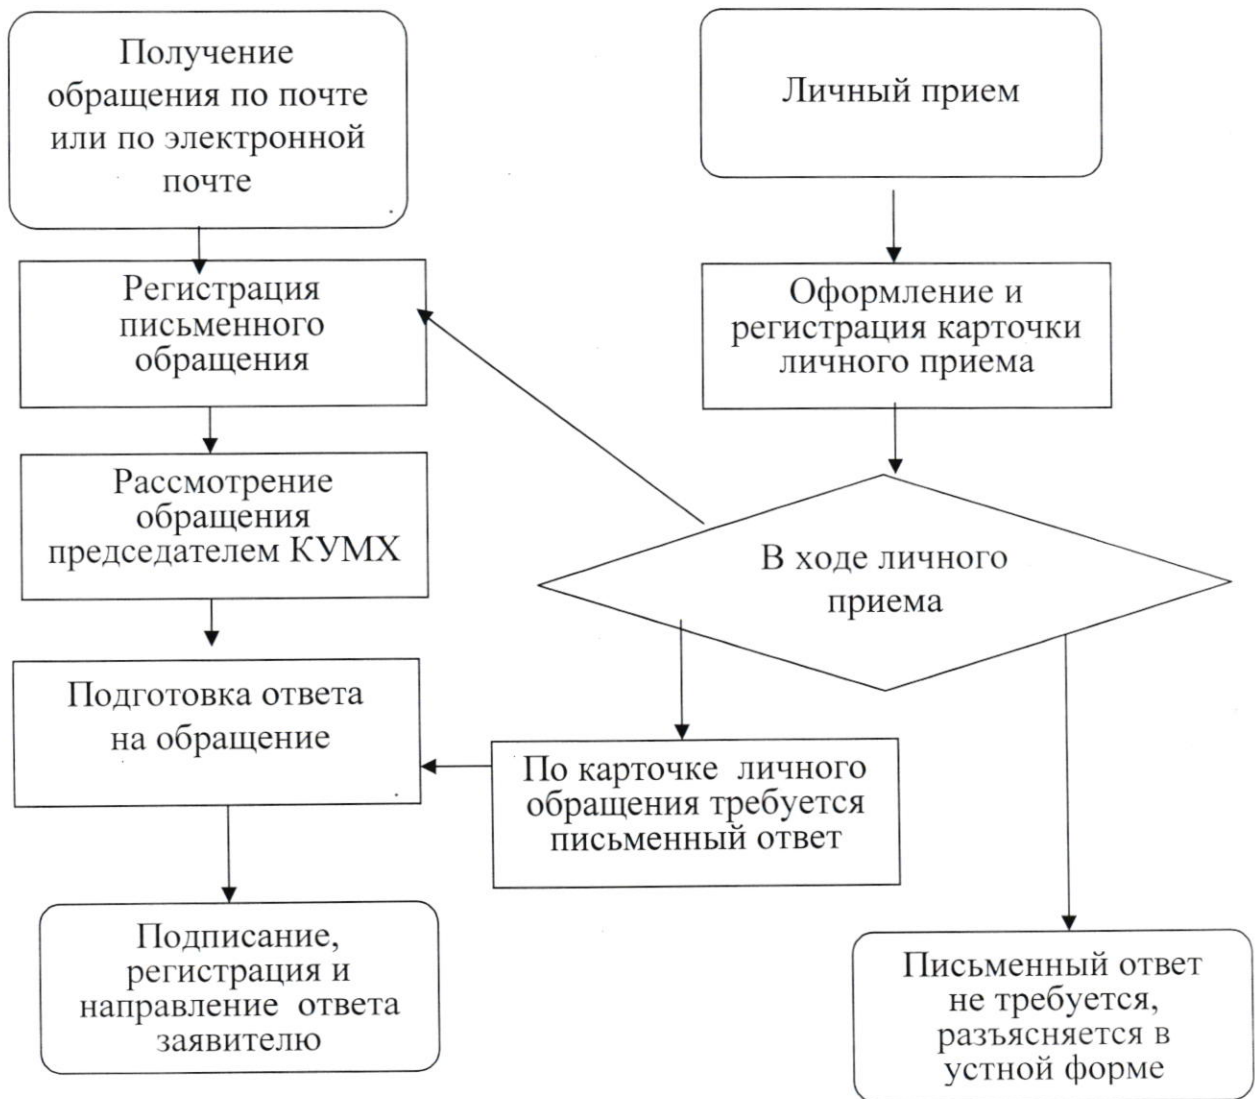 Получение
обращения по почте
или по электронной
почте
Личный прием
Регистрация
письменного
обращения
Оформление и
регистрация карточки
личного приема
Рассмотрение
обращения
председателем КУМХ
В ходе личного
приема
Подготовка ответа
на обращение
По карточке личного
обращения требуется
письменный ответ
Подписание,
регистрация и
направление ответа
заявителю
Письменный ответ
не требуется,
разъясняется в
устной форме